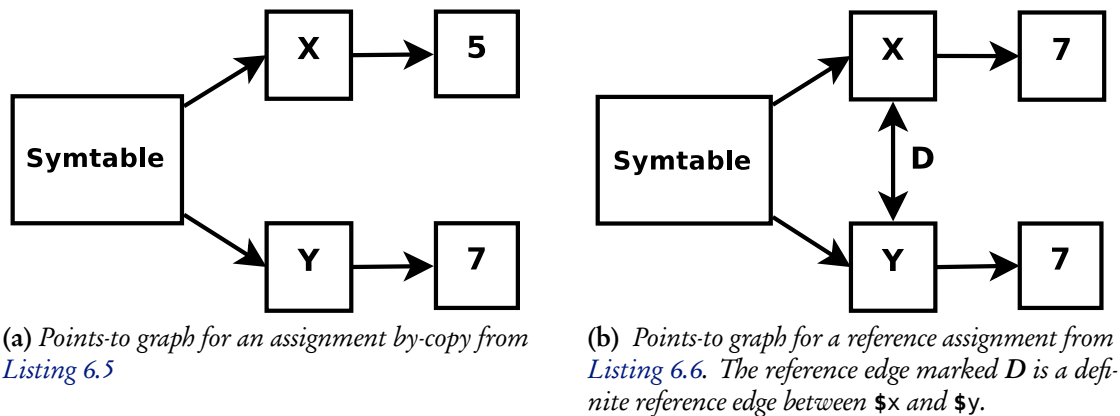 X
5
Symtable
Y
7
(a) Points-to graph for an assignment by-copy from
Listing 6.5
X
7
Symtable
D
Y
7
(b) Points-to graph for a reference assignment from
Listing 6.6. The reference edge marked D is a defi-
nite reference edge between $x and $y.